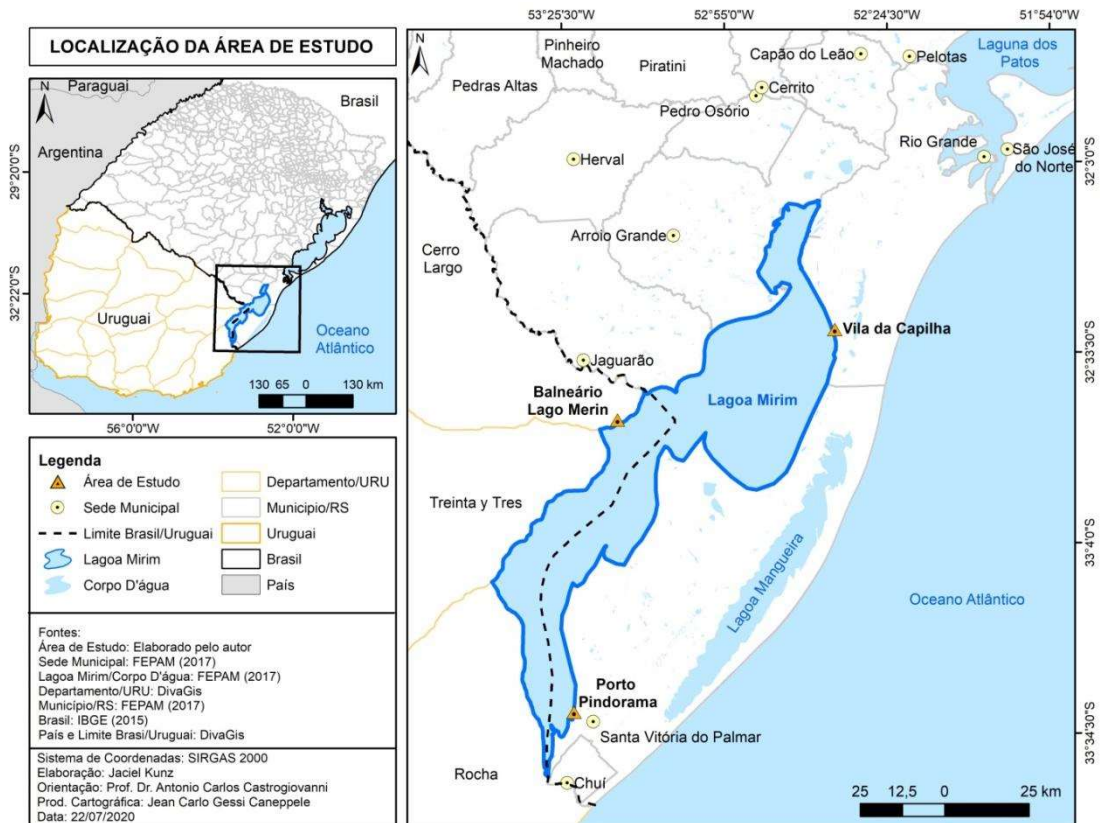 LOCALIZAÇÃO DA ÁREA DE ESTUDO
N
Paraguai
Brasil
Argentina
29°20'0"S
32°22'0"S
Uruguai
Oceano
Atlântico
130 65 0 130 km
56°0'0"W 52°0'0"W
Legenda
Área de Estudo
Sede Municipal
Limite Brasil/Uruguai
Lagoa Mirim
Corpo D'água
Departamento/URU
Município/RS
Uruguai
Brasil
País
Fontes:
Área de Estudo: Elaborado pelo autor
Sede Municipal: FEPAM (2017)
Lagoa Mirim/Corpo D'água: FEPAM (2017)
Departamento/URU: DivaGis
Município/RS: FEPAM (2017)
Brasil: IBGE (2015)
País e Limite Brasi/Uruguai: DivaGis
Sistema de Coordenadas: SIRGAS 2000
Elaboração: Jaciel Kunz
Orientação: Prof. Dr. Antonio Carlos Castrogiovanni
Prod. Cartográfica: Jean Carlo Gessi Caneppele
Data: 22/07/2020
53°25'30"W 52°55'0"W 52°24'30"W 51°54'0"W
N
Pinheiro
Machado
Piratini
Capão do Leão
Pelotas
Laguna dos
Patos
Pedras Altas
Cerrito
Pedro Osório
Rio Grande
São José
do Norte
32°3'0"S
Herval
Arroio Grande
Cerro
Largo
Vila da Capilha
32°33'30"S
Jaguarão
Balneário
Lago Merin
Lagoa Mirim
Treinta y Tres
33°4'0"S
Lagoa Mangueira
Oceano Atlântico
Porto
Pindorama
Santa Vitória do Palmar
33°34'30"S
Rocha
Chuí
25 12,5 0 25 km